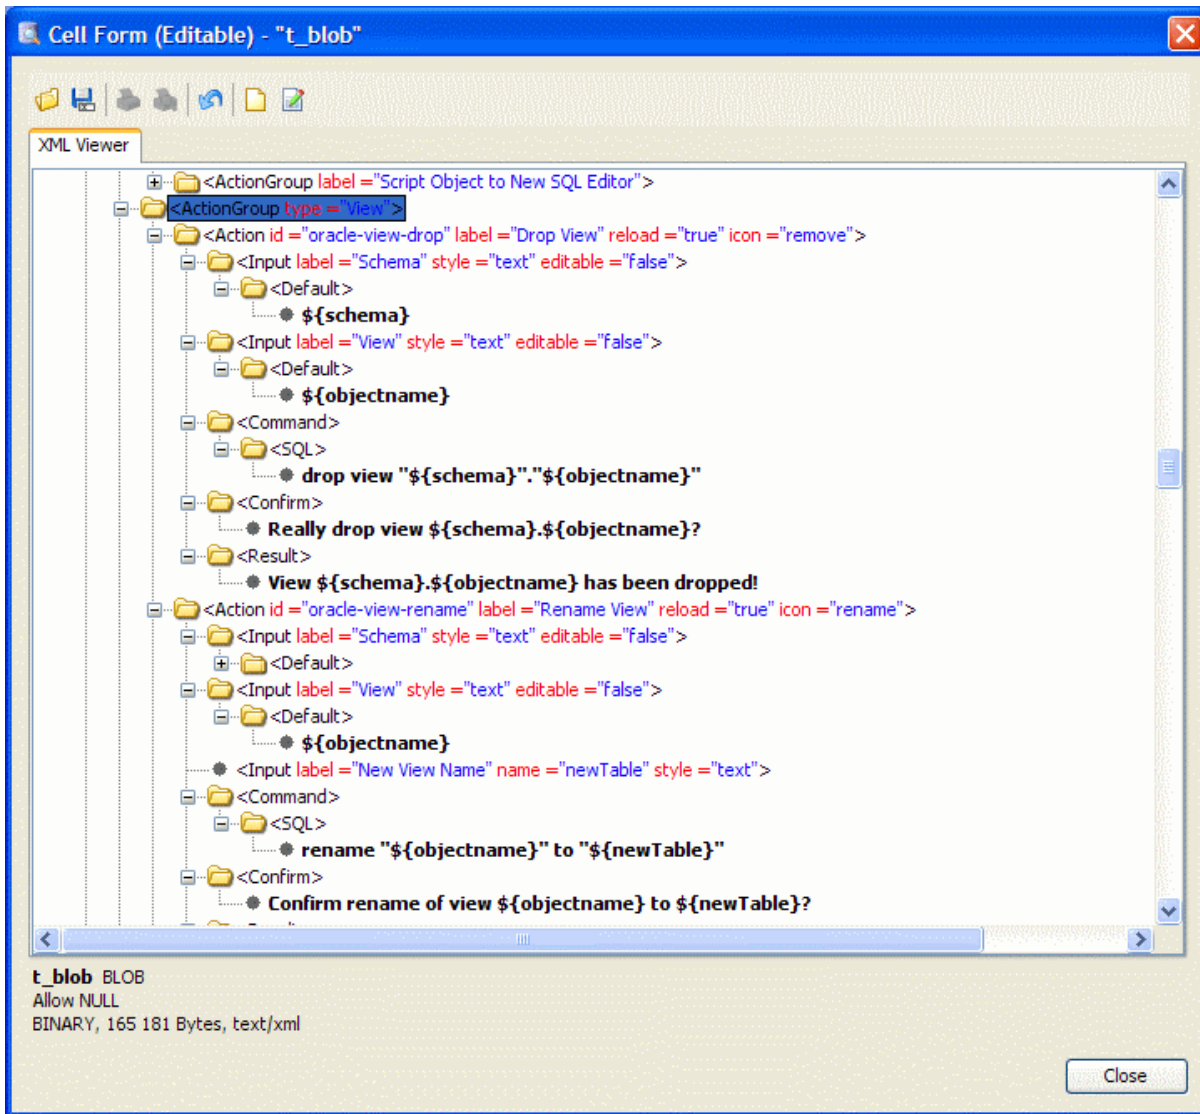 Cell Form (Editable) - "t_blob"
XML Viewer
<ActionGroup label ="Script Object to New SQL Editor">
<ActionGroup type ="View">
<Action id ="oracle-view-drop" label ="Drop View" reload ="true" icon ="remove">
<Input label ="Schema" style ="text" editable ="false">
<Default>
${schema}
<Input label ="View" style ="text" editable ="false">
<Default>
${objectname}
<Command>
<SQL>
drop view "${schema}"."${objectname}"
<Confirm>
Really drop view ${schema}.${objectname}?
<Result>
View ${schema}.${objectname} has been dropped!
<Action id ="oracle-view-rename" label ="Rename View" reload ="true" icon ="rename">
<Input label ="Schema" style ="text" editable ="false">
<Default>
<Input label ="View" style ="text" editable ="false">
<Default>
${objectname}
<Input label ="New View Name" name ="newTable" style ="text">
<Command>
<SQL>
rename "${objectname}" to "${newTable}"
<Confirm>
Confirm rename of view ${objectname} to ${newTable}?
t_blob BLOB
Allow NULL
BINARY, 165 181 Bytes, text/xml
Close